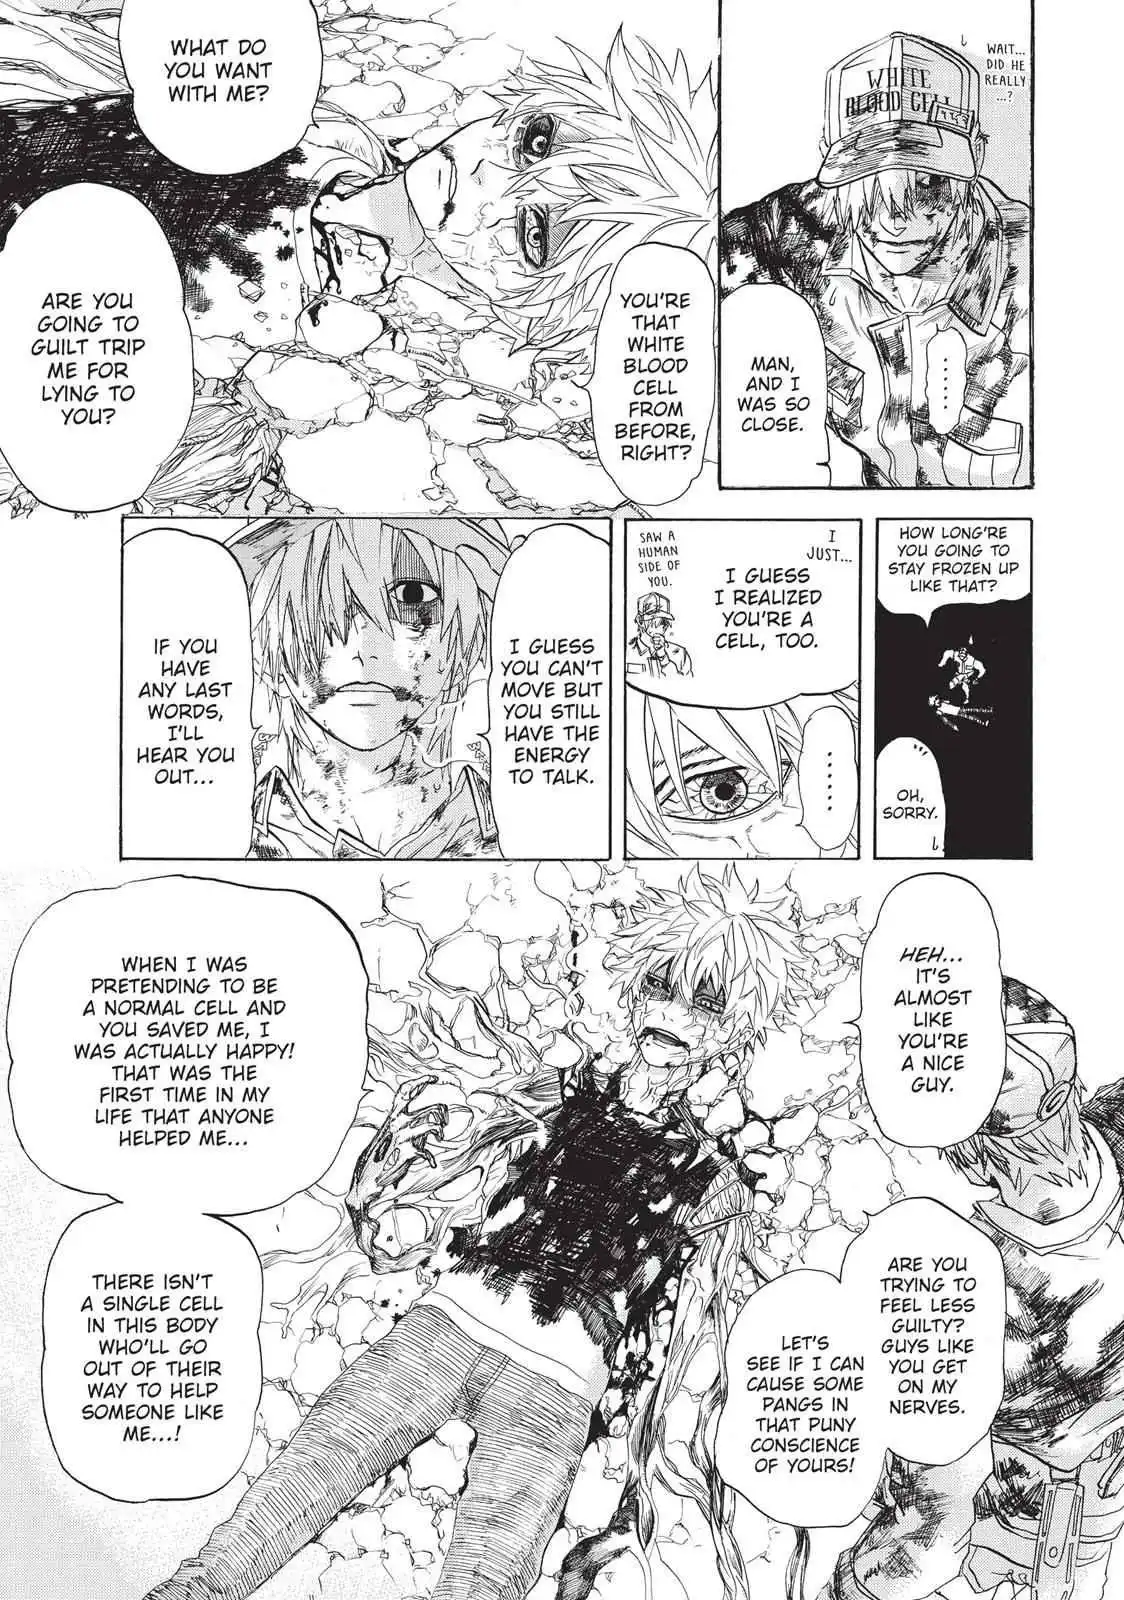 WAIT...
DID HE
REALLY
...?
WHITE
BLOOD CELL
MAN,
AND I
WAS SO
CLOSE.
......
YOU'RE
THAT
WHITE
BLOOD
CELL
FROM
BEFORE,
RIGHT?
WHAT DO
YOU WANT
WITH ME?
ARE YOU
GOING TO
GUILT TRIP
ME FOR
LYING TO
YOU?
HOW LONG'RE
YOU GOING TO
STAY FROZEN UP
LIKE THAT?
OH,
SORRY.
I
JUST...
I GUESS
I REALIZED
YOU'RE A
CELL, TOO.
SAW A
HUMAN
SIDE OF
YOU.
......
I GUESS
YOU CAN'T
MOVE BUT
YOU STILL
HAVE THE
ENERGY
TO TALK.
IF YOU
HAVE
ANY LAST
WORDS,
I'LL
HEAR YOU
OUT...
HEH...
IT'S
ALMOST
LIKE
YOU'RE
A NICE
GUY.
ARE YOU
TRYING TO
FEEL LESS
GUILTY?
GUYS LIKE
YOU GET
ON MY
NERVES.
LET'S
SEE IF I CAN
CAUSE SOME
PANGS IN
THAT PUNY
CONSCIENCE
OF YOURS!
WHEN I WAS
PRETENDING TO BE
A NORMAL CELL AND
YOU SAVED ME, I
WAS ACTUALLY HAPPY!
THAT WAS THE
FIRST TIME IN MY
LIFE THAT ANYONE
HELPED ME...
THERE ISN'T
A SINGLE CELL
IN THIS BODY
WHO'LL GO
OUT OF THEIR
WAY TO HELP
SOMEONE LIKE
ME...!